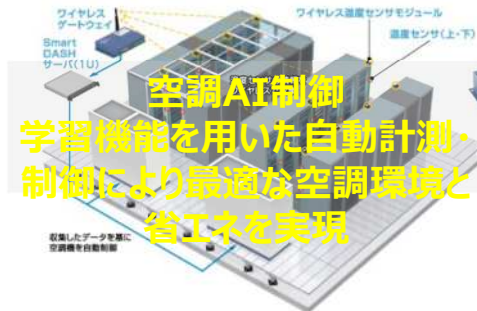 ワイヤレス
ゲートウェイ
Smart
DASH
サーバ(1U)
ワイヤレス温度センサモジュール
温度センサ(上・下)
空調AI制御
学習機能を用いた自動計測・
制御により最適な空調環境と
省エネを実現
収集したデータを基に
空調機を自動制御